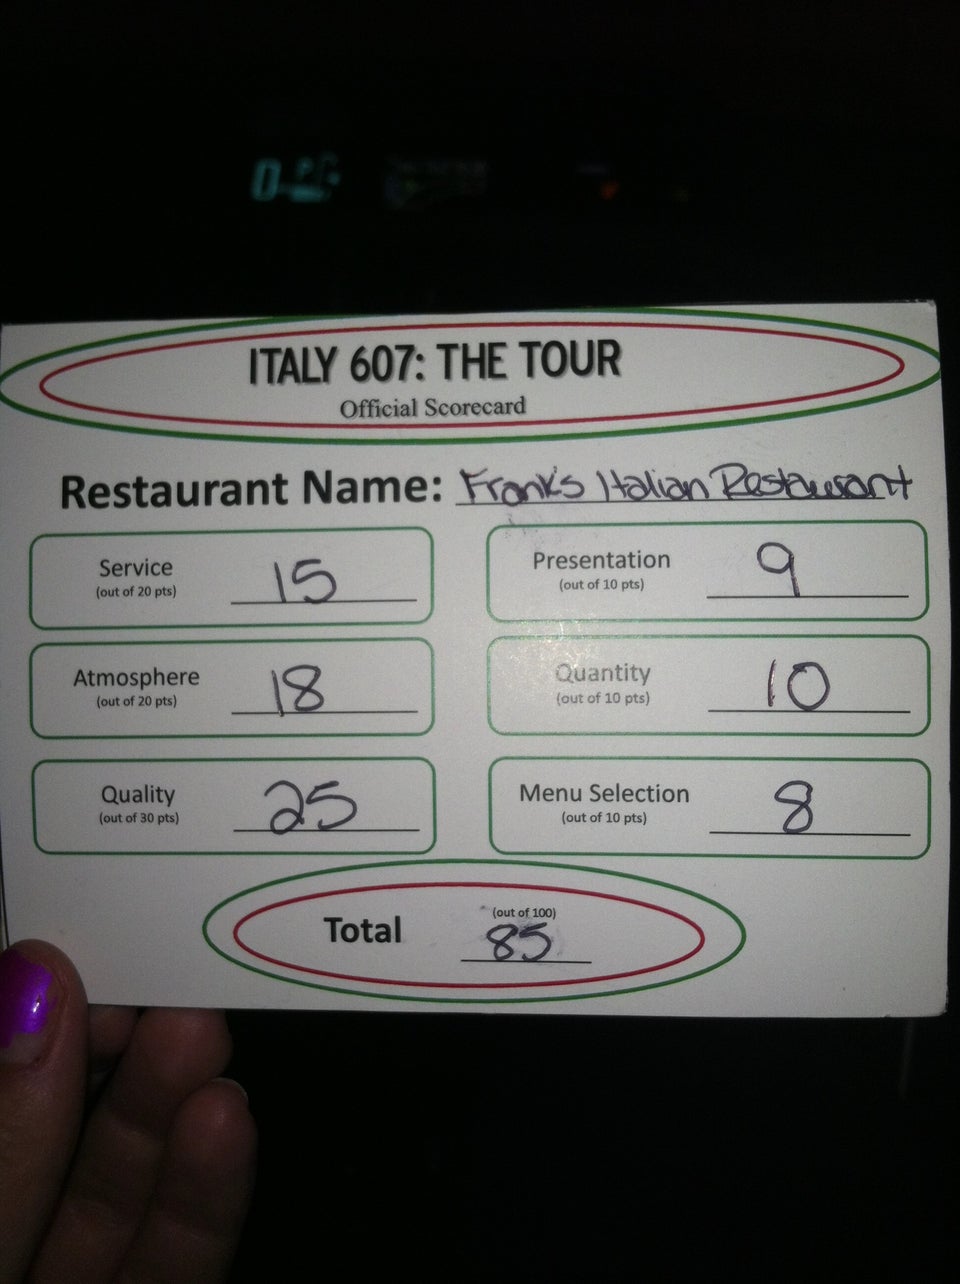 ITALY 607: THE TOUR
Official Scorecard
Restaurant Name: Frank's Italian Restaurant
Service
(out of 20 pts)
15
Presentation
(out of 10 pts)
9
Atmosphere
(out of 20 pts)
18
Quantity
(out of 10 pts)
10
Quality
(out of 30 pts)
25
Menu Selection
(out of 10 pts)
8
Total
(out of 100)
85